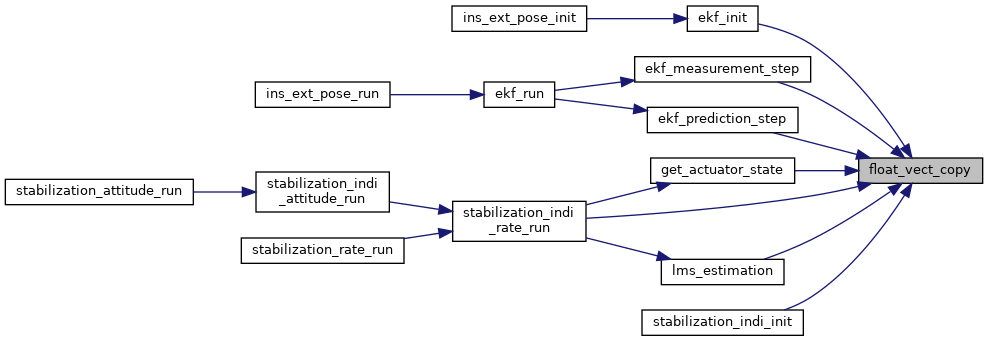 ins_ext_pose_init
ekf_init
ekf_measurement_step
ins_ext_pose_run
ekf_run
ekf_prediction_step
float_vect_copy
get_actuator_state
stabilization_attitude_run
stabilization_indi
_attitude_run
stabilization_indi
_rate_run
stabilization_rate_run
lms_estimation
stabilization_indi_init